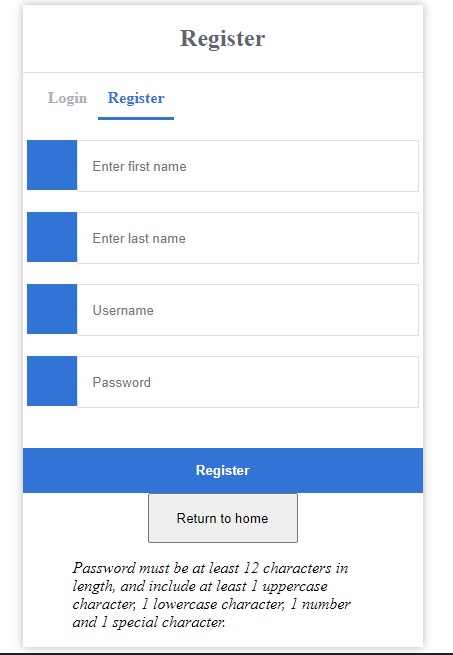 Register
Login Register
Enter first name
Enter last name
Username
Password
Register
Return to home
Password must be at least 12 characters in
length, and include at least 1 uppercase
character, 1 lowercase character, 1 number
and 1 special character.